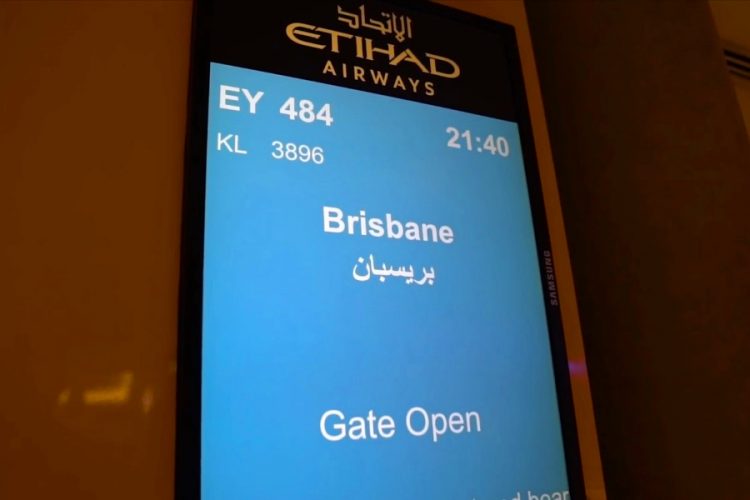 الاتحاد
ETIHAD
AIRWAYS
EY 484
21:40
KL 3896
Brisbane
بريسبان
Gate Open
SAMSUNG